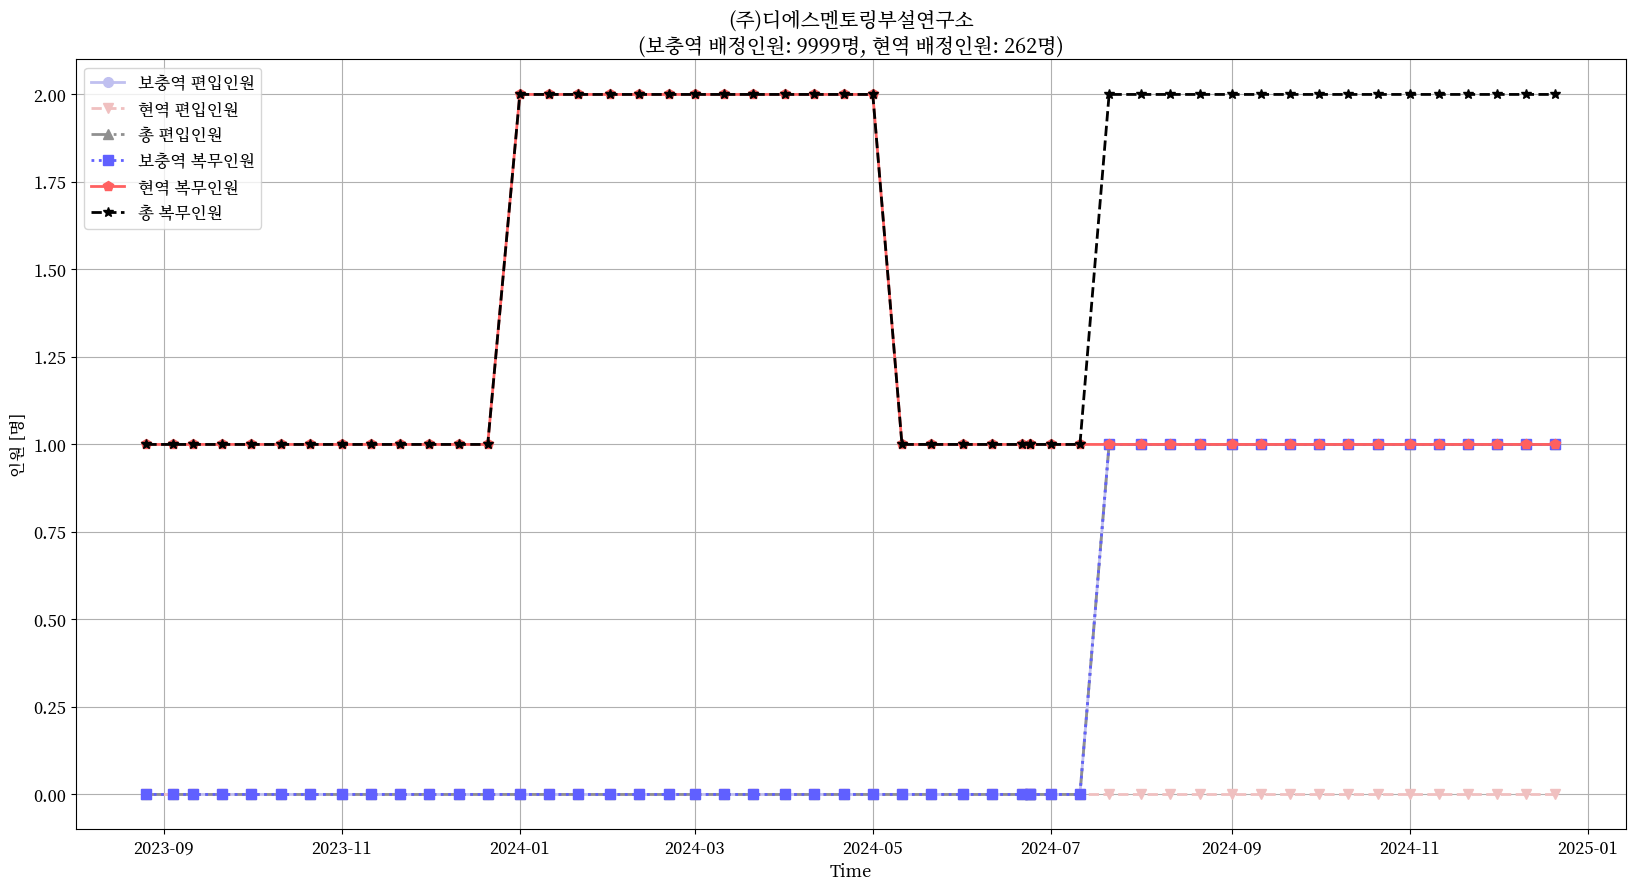 (주)디에스멘토링부설연구소
(보충역 배정인원: 9999명, 현역 배정인원: 262명)
보충역 편입인원
현역 편입인원
총 편입인원
보충역 복무인원
현역 복무인원
총 복무인원
2.00
1.75
1.50
1.25
1.00
0.75
0.50
0.25
0.00
인원 [명]
2023-09 2023-11 2024-01 2024-03 2024-05 2024-07 2024-09 2024-11 2025-01
Time